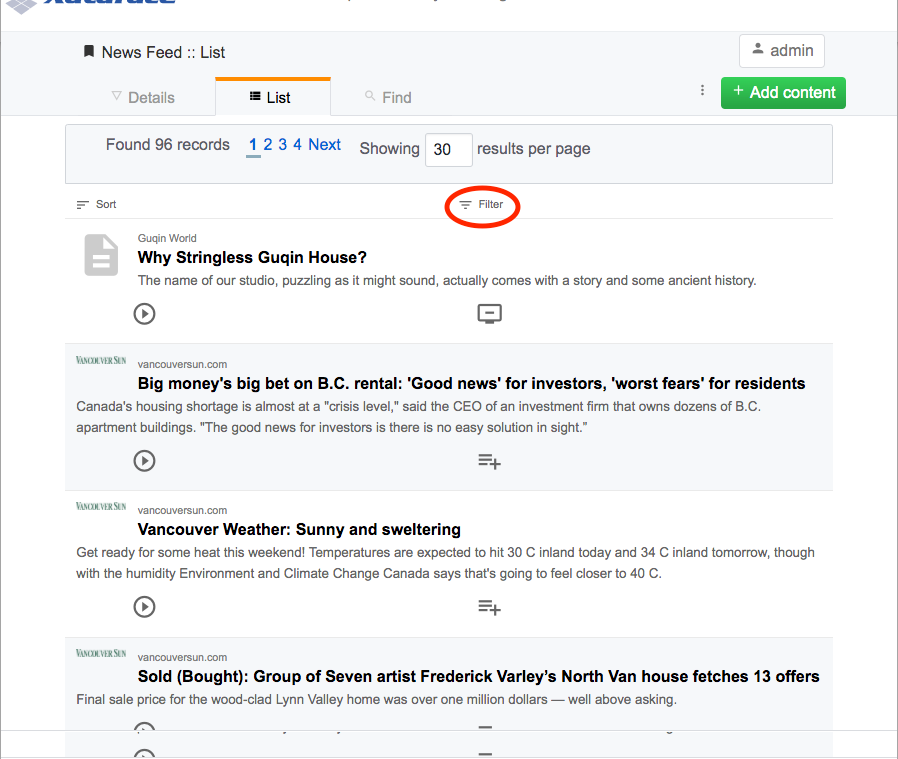 News Feed :: List
admin
Details
List
Find
+ Add content
Found 96 records 1 2 3 4 Next Showing 30 results per page
Sort
Filter
Guqin World
Why Stringless Guqin House?
The name of our studio, puzzling as it might sound, actually comes with a story and some ancient history.
VANCOUVER SUN
vancouversun.com
Big money's big bet on B.C. rental: 'Good news' for investors, 'worst fears' for residents
Canada's housing shortage is almost at a "crisis level," said the CEO of an investment firm that owns dozens of B.C.
apartment buildings. "The good news for investors is there is no easy solution in sight.”
VANCOUVER SUN
vancouversun.com
Vancouver Weather: Sunny and sweltering
Get ready for some heat this weekend! Temperatures are expected to hit 30 C inland today and 34 C inland tomorrow, though
with the humidity Environment and Climate Change Canada says that's going to feel closer to 40 C.
VANCOUVER SUN
vancouversun.com
Sold (Bought): Group of Seven artist Frederick Varley’s North Van house fetches 13 offers
Final sale price for the wood-clad Lynn Valley home was over one million dollars — well above asking.